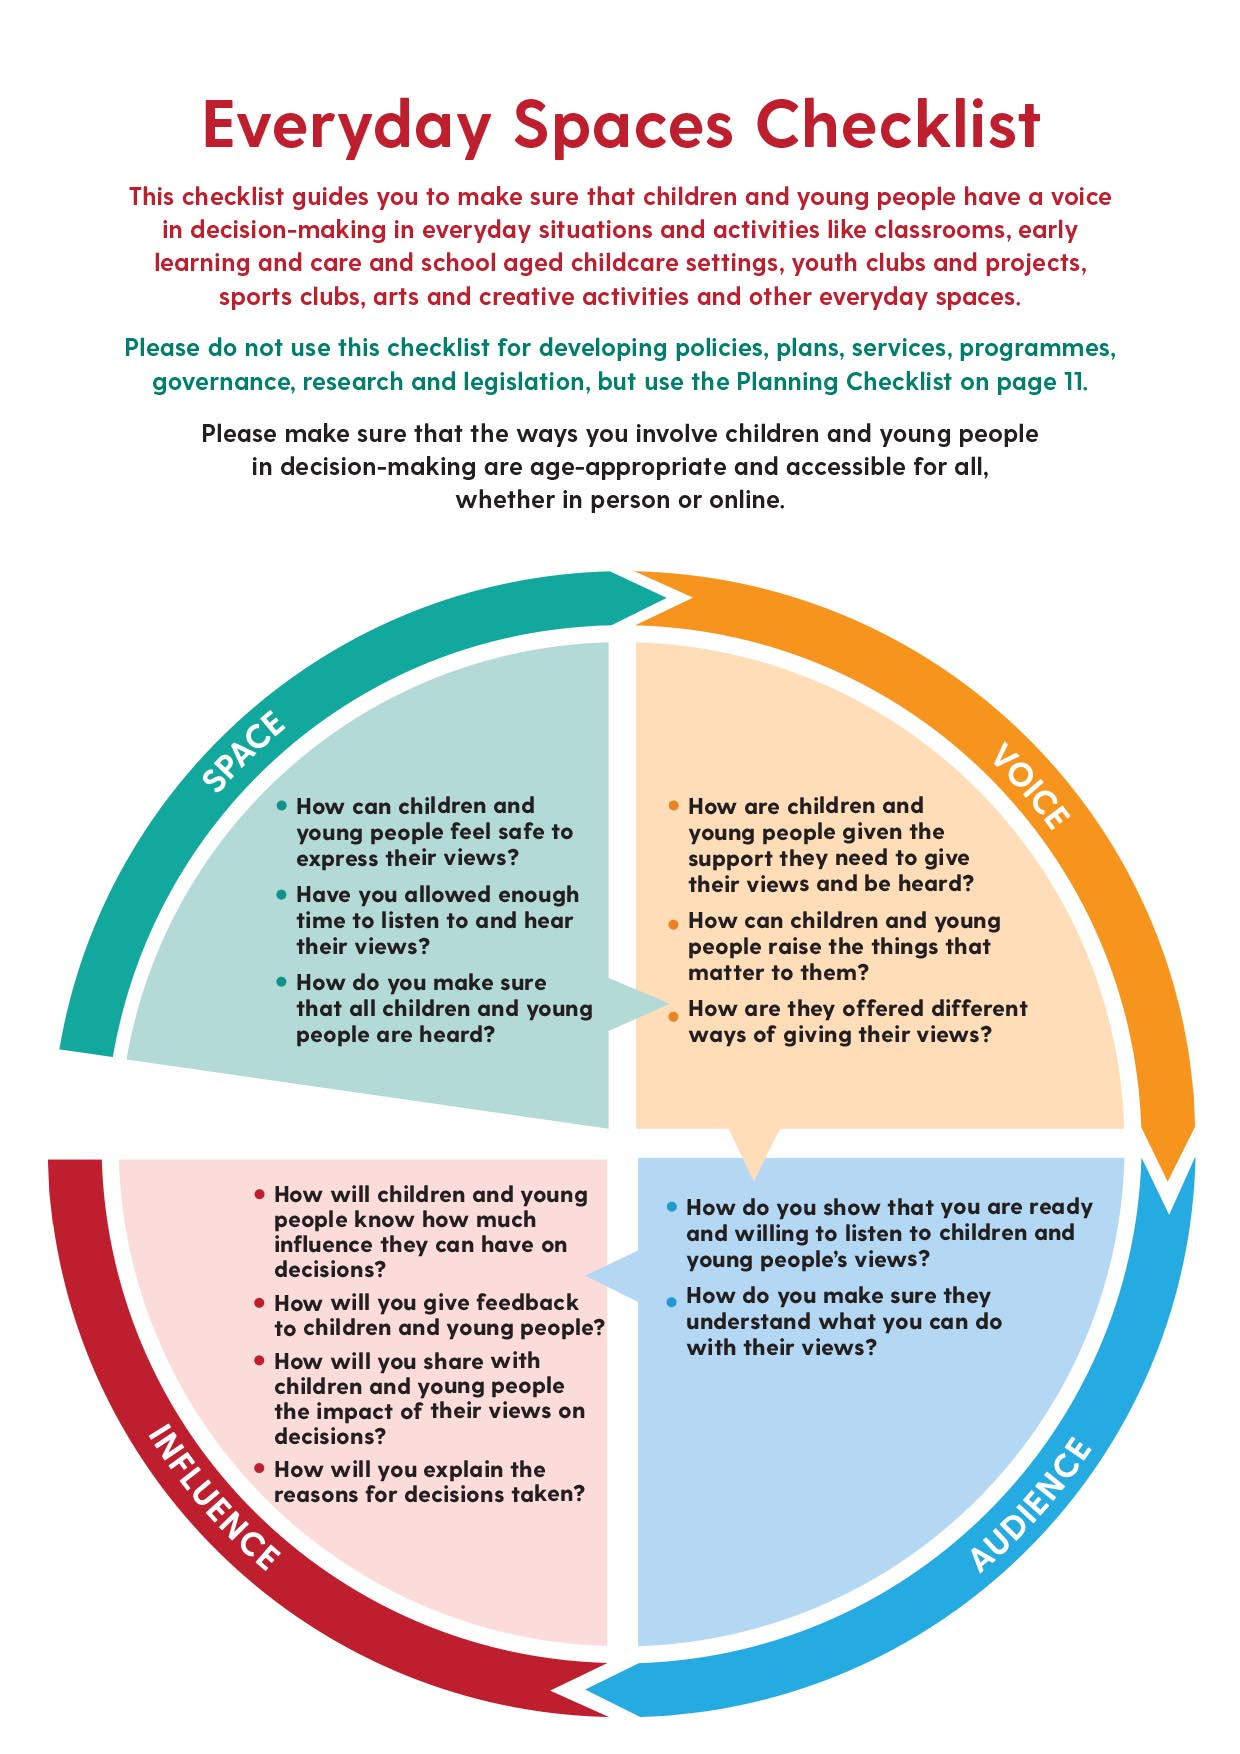 Everyday Spaces Checklist
This checklist guides you to make sure that children and young people have a voice
in decision-making in everyday situations and activities like classrooms, early
learning and care and school aged childcare settings, youth clubs and projects,
sports clubs, arts and creative activities and other everyday spaces.
Please do not use this checklist for developing policies, plans, services, programmes,
governance, research and legislation, but use the Planning Checklist on page 11.
Please make sure that the ways you involve children and young people
in decision-making are age-appropriate and accessible for all,
whether in person or online.
SPACE
• How can children and
young people feel safe to
express their views?
• Have you allowed enough
time to listen to and hear
their views?
• How do you make sure
that all children and young
people are heard?
VOICE
• How are children and
young people given the
support they need to give
their views and be heard?
• How can children and young
people raise the things that
matter to them?
• How are they offered different
ways of giving their views?
AUDIENCE
• How do you show that you are ready
and willing to listen to children and
young people’s views?
• How do you make sure they
understand what you can do
with their views?
INFLUENCE
• How will children and young
people know how much
influence they can have on
decisions?
• How will you give feedback
to children and young people?
• How will you share with
children and young people
the impact of their views on
decisions?
• How will you explain the
reasons for decisions taken?